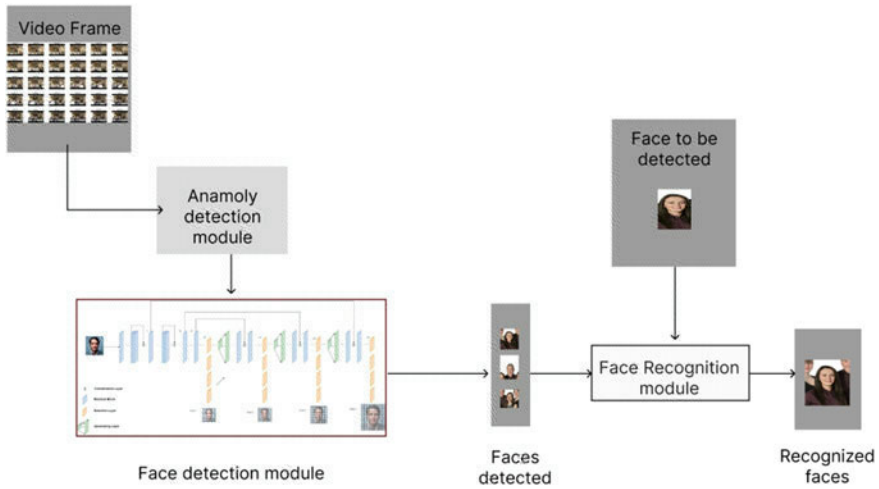 Video Frame
Anamoly
detection
module
Face to be
detected
Face Recognition
module
Face detection module
Faces
detected
Recognized
faces